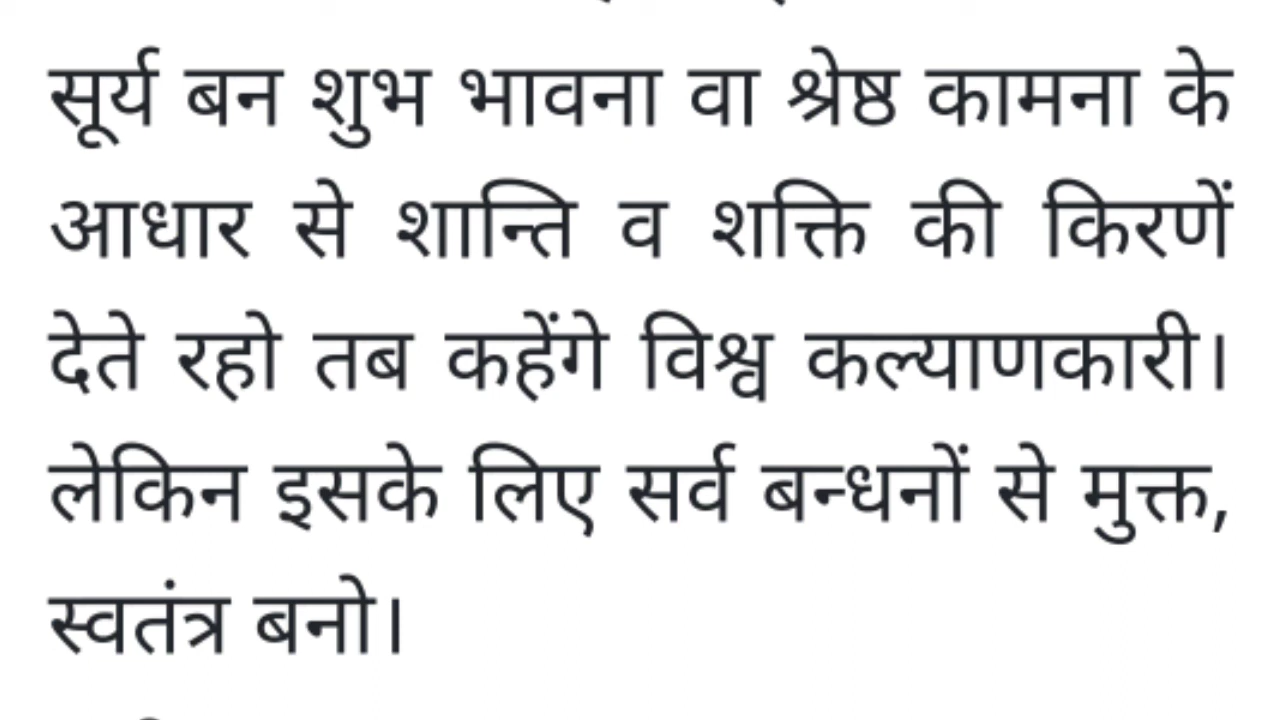 सूर्य बन शुभ भावना वा श्रेष्ठ कामना के
आधार से शान्ति व शक्ति की किरणें
देते रहो तब कहेंगे विश्व कल्याणकारी।
लेकिन इसके लिए सर्व बन्धनों से मुक्त,
स्वतंत्र बनो।